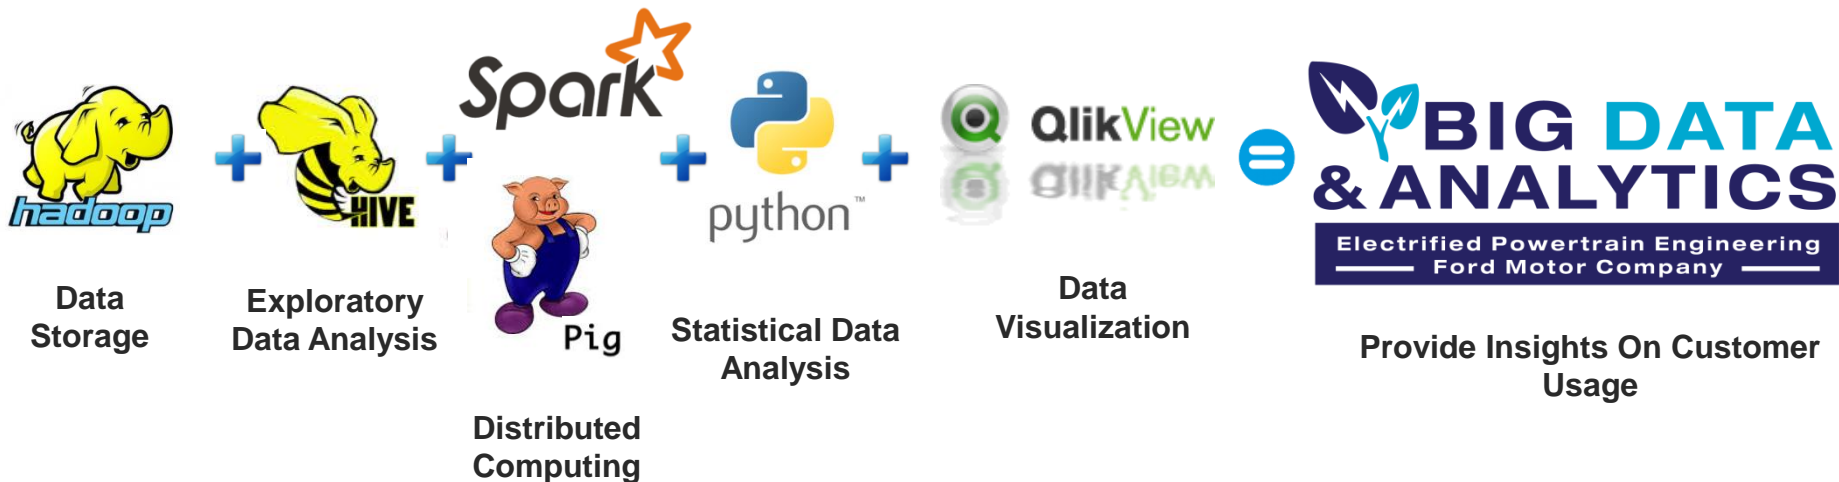 hadoop
Data
Storage
HIVE
Exploratory
Data Analysis
Spark
Pig
Distributed
Computing
python™
Statistical Data
Analysis
QlikView
Data
Visualization
BIG DATA
& ANALYTICS
Electrified Powertrain Engineering
Ford Motor Company
Provide Insights On Customer
Usage